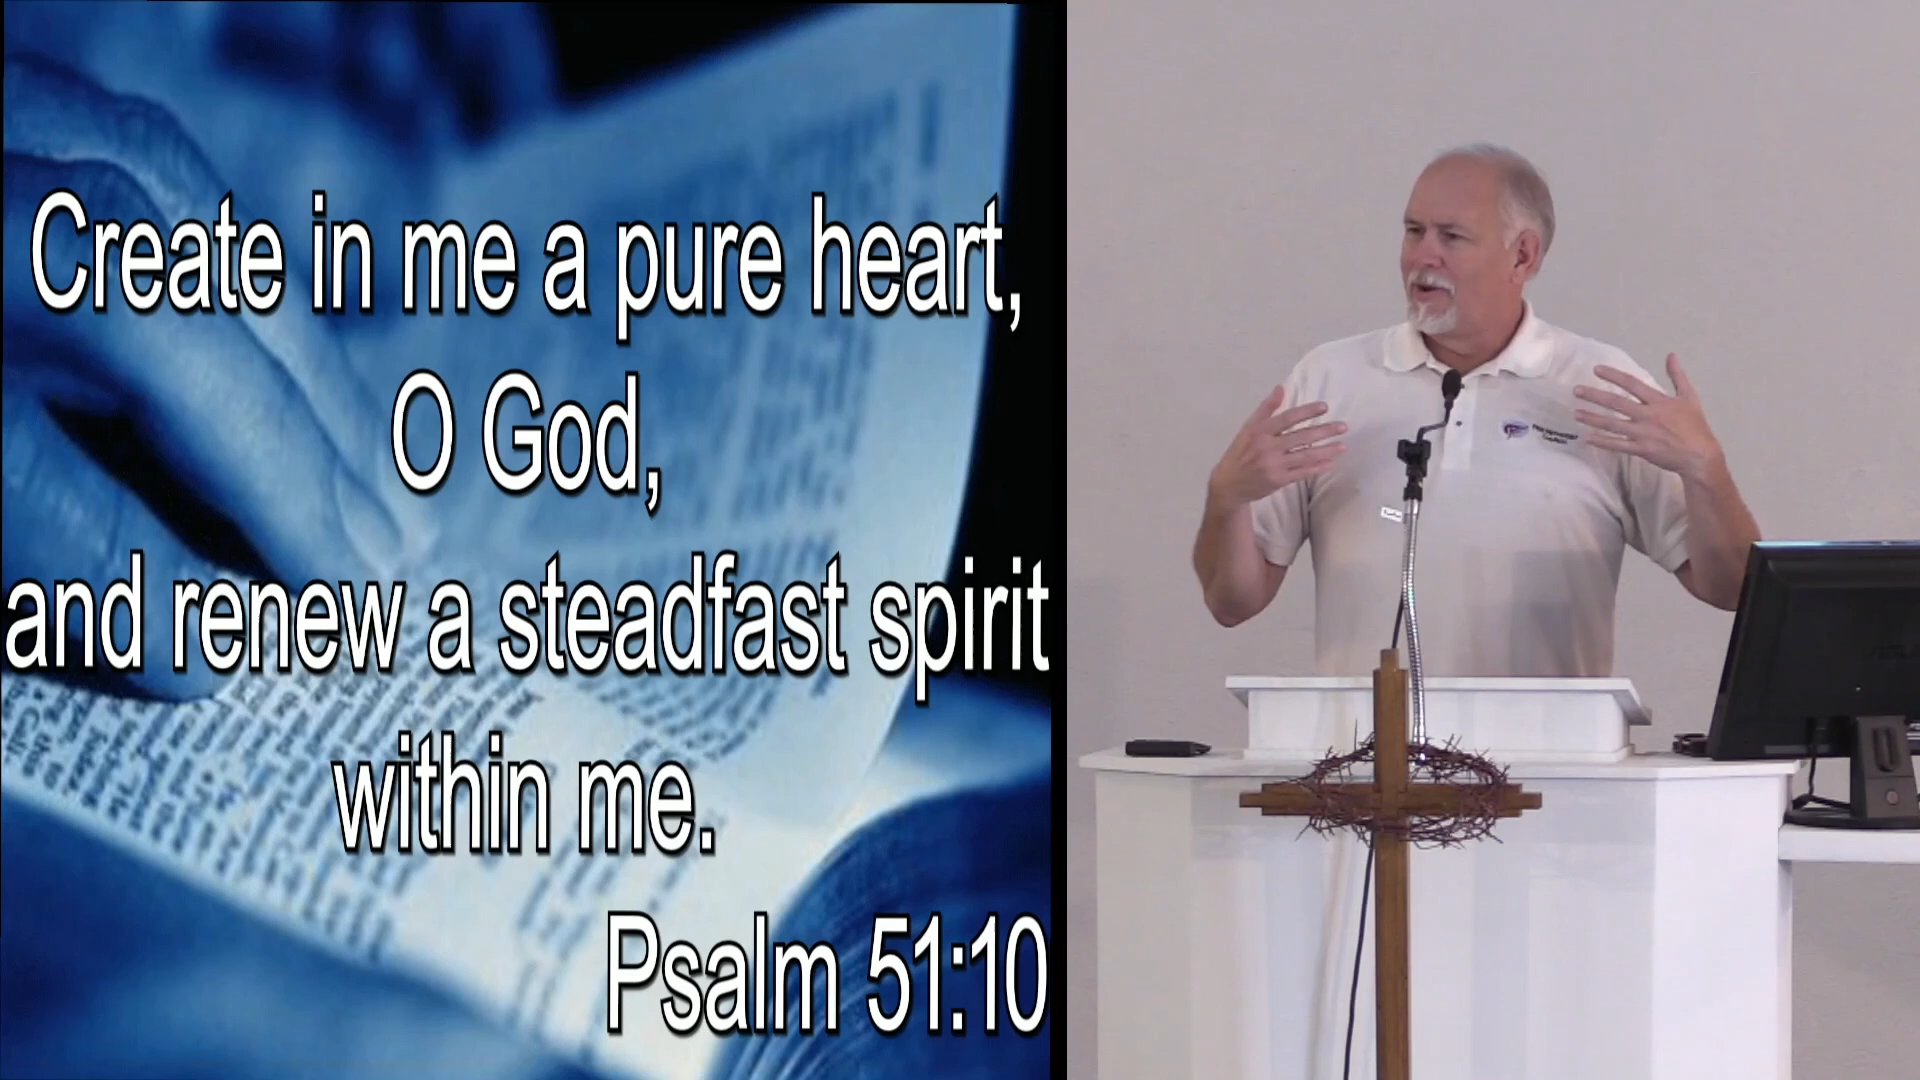 Create in me a pure heart,
O God,
and renew a steadfast spirit
within me.
Psalm 51:10